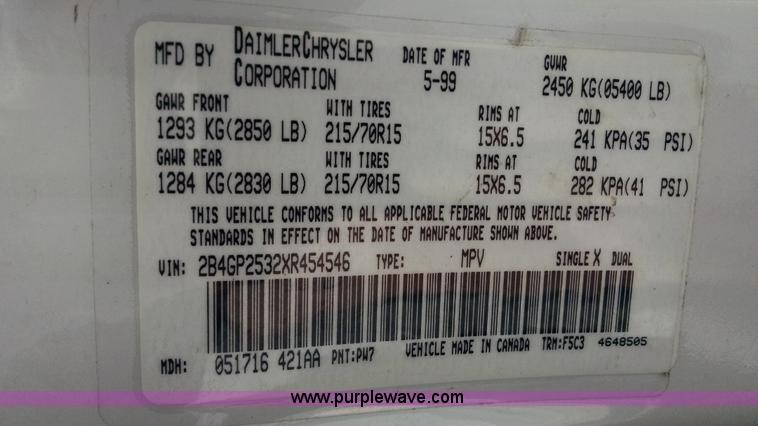 MFD BY DAIMLERCHRYSLER CORPORATION DATE OF MFR 5-99 GVWR 2450 KG(05400 LB)
GAWR FRONT WITH TIRES RIMS AT COLD
1293 KG(2850 LB) 215/70R15 15X6.5 241 KPA(35 PSI)
GAWR REAR WITH TIRES RIMS AT COLD
1284 KG(2830 LB) 215/70R15 15X6.5 282 KPA(41 PSI)
THIS VEHICLE CONFORMS TO ALL APPLICABLE FEDERAL MOTOR VEHICLE SAFETY
STANDARDS IN EFFECT ON THE DATE OF MANUFACTURE SHOWN ABOVE.
VIN: 2B4GP2532XR454546 TYPE: MPV SINGLE X DUAL
MDH: 051716 421AA PNT:PW7 VEHICLE MADE IN CANADA TRM:F5C3 4648505
www.purplewave.com